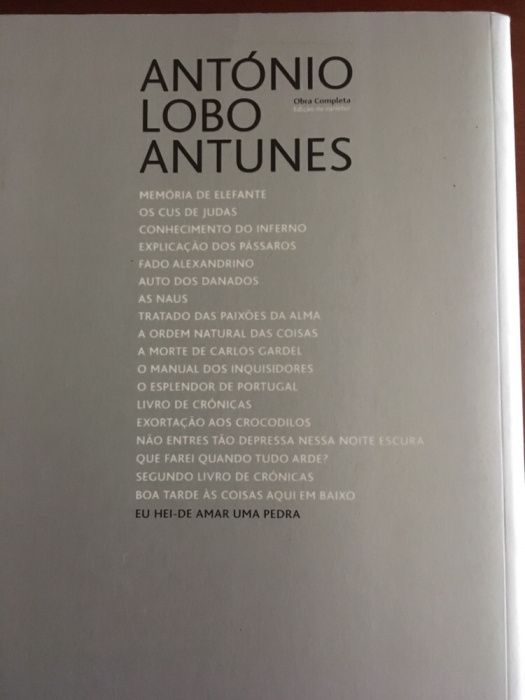 ANTÓNIO
LOBO
Obra Completa
Edição ne varietur
ANTUNES
MEMÓRIA DE ELEFANTE
OS CUS DE JUDAS
CONHECIMENTO DO INFERNO
EXPLICAÇÃO DOS PÁSSAROS
FADO ALEXANDRINO
AUTO DOS DANADOS
AS NAUS
TRATADO DAS PAIXÕES DA ALMA
A ORDEM NATURAL DAS COISAS
A MORTE DE CARLOS GARDEL
O MANUAL DOS INQUISIDORES
O ESPLENDOR DE PORTUGAL
LIVRO DE CRÓNICAS
EXORTAÇÃO AOS CROCODILOS
NÃO ENTRES TÃO DEPRESSA NESSA NOITE ESCURA
QUE FAREI QUANDO TUDO ARDE?
SEGUNDO LIVRO DE CRÓNICAS
BOA TARDE ÀS COISAS AQUI EM BAIXO
EU HEI-DE AMAR UMA PEDRA